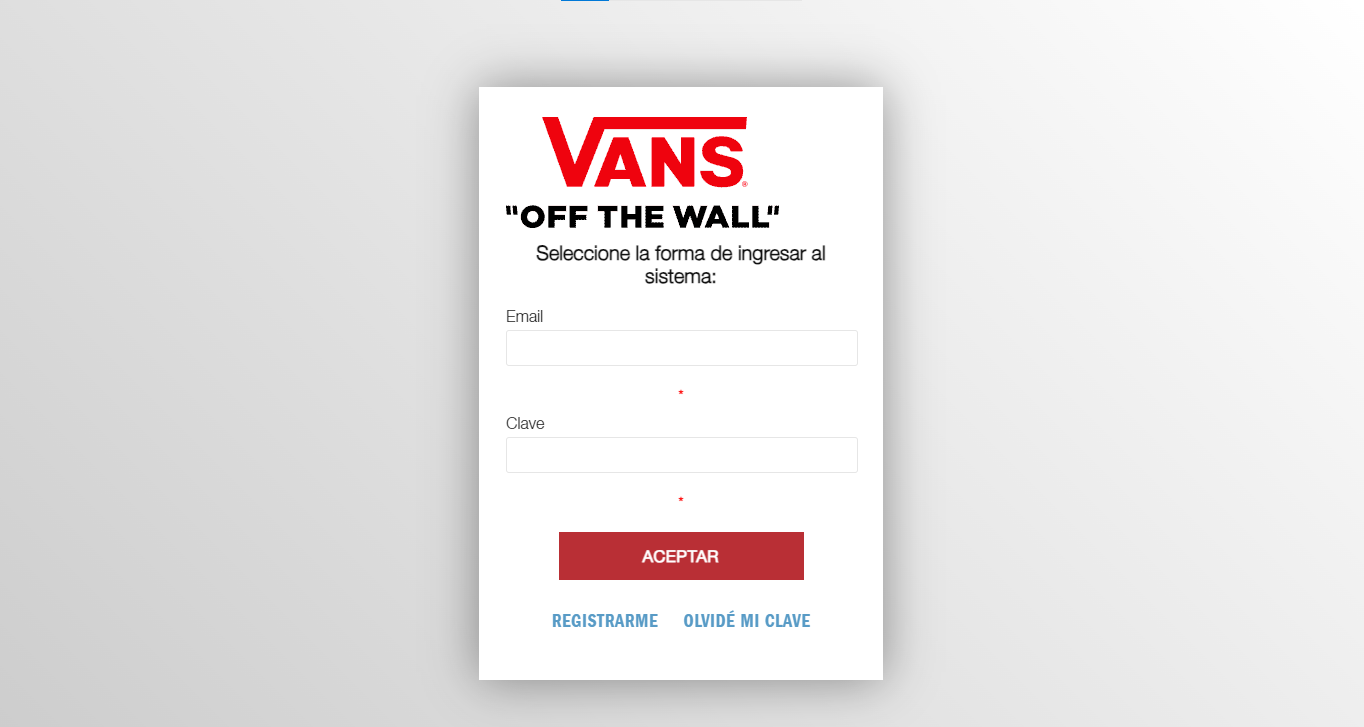 VANS®
"OFF THE WALL"
Seleccione la forma de ingresar al
sistema:
Email
*
Clave
*
ACEPTAR
REGISTRARME OLVIDÉ MI CLAVE